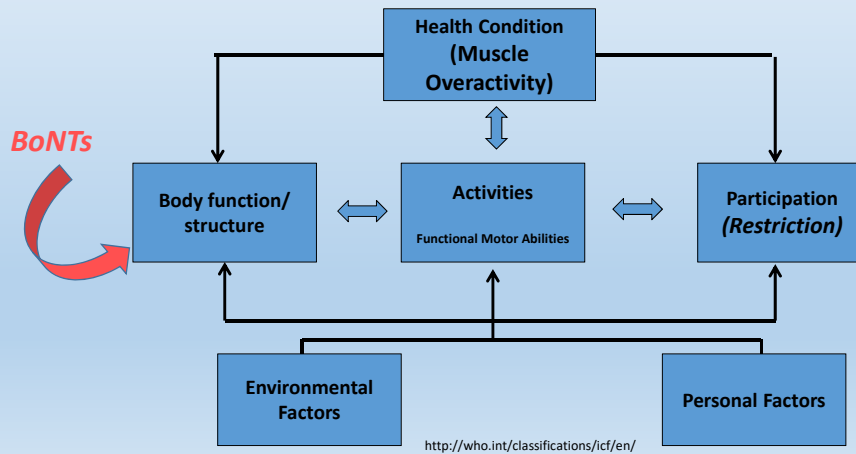 Health Condition
(Muscle
Overactivity)
BoNTs
Body function/
structure
Activities
Functional Motor Abilities
Participation
(Restriction)
Environmental
Factors
Personal Factors
http://who.int/classifications/icf/en/